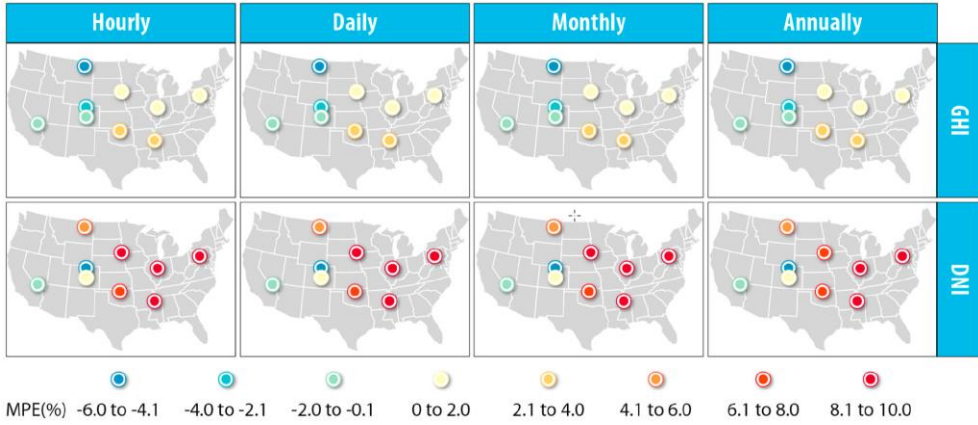 Hourly Daily Monthly Annually
GHI
DNI
MPE(%) -6.0 to -4.1 -4.0 to -2.1 -2.0 to -0.1 0 to 2.0 2.1 to 4.0 4.1 to 6.0 6.1 to 8.0 8.1 to 10.0